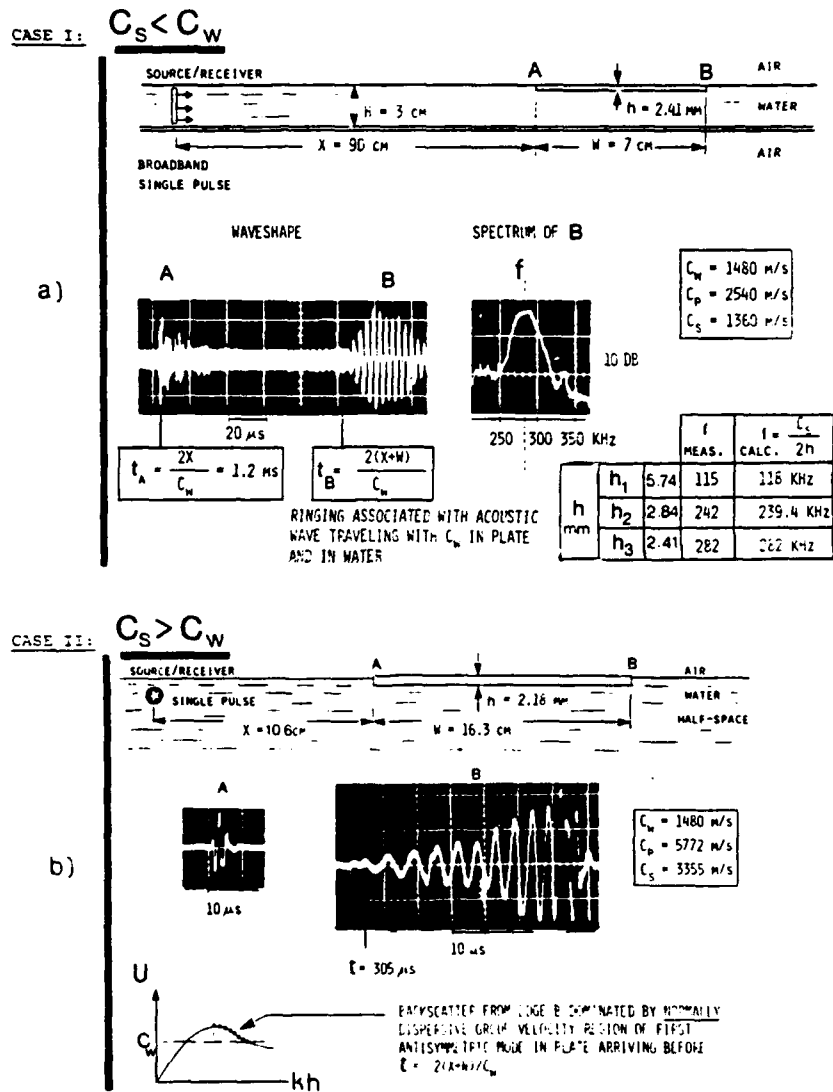 CASE I: C_S < C_W
SOURCE/RECEIVER
A
B
AIR
H = 3 CM
h = 2.41 MM
WATER
X = 90 CM
W = 7 CM
AIR
BROADBAND
SINGLE PULSE
WAVESHAPE
SPECTRUM OF B
A
B
f
a)
C_W = 1480 M/S
C_P = 2540 M/S
C_S = 1360 M/S
10 DB
20 µS
250 300 350 KHz
t_A = 2X / C_W = 1.2 MS
t_B = 2(X+W) / C_W
f MEAS.
f = C_S / 2h CALC.
h mm
h₁ 5.74 115 118 KHz
h₂ 2.84 242 239.4 KHz
h₃ 2.41 282 282 KHz
RINGING ASSOCIATED WITH ACOUSTIC
WAVE TRAVELING WITH C_W IN PLATE
AND IN WATER
CASE II: C_S > C_W
SOURCE/RECEIVER
A
B
AIR
SINGLE PULSE
h = 2.16 MM
WATER
HALF-SPACE
X = 10.6 CM
W = 16.3 CM
A
B
b)
C_W = 1480 M/S
C_P = 5772 M/S
C_S = 3355 M/S
10 µS
10 µS
t = 305 µS
U
C_W
kh
BACKSCATTER FROM EDGE B DOMINATED BY NORMALLY
DISPERSIVE GROUP VELOCITY REGION OF FIRST
ANTISYMMETRIC MODE IN PLATE ARRIVING BEFORE
t = 2(X+W)/C_W